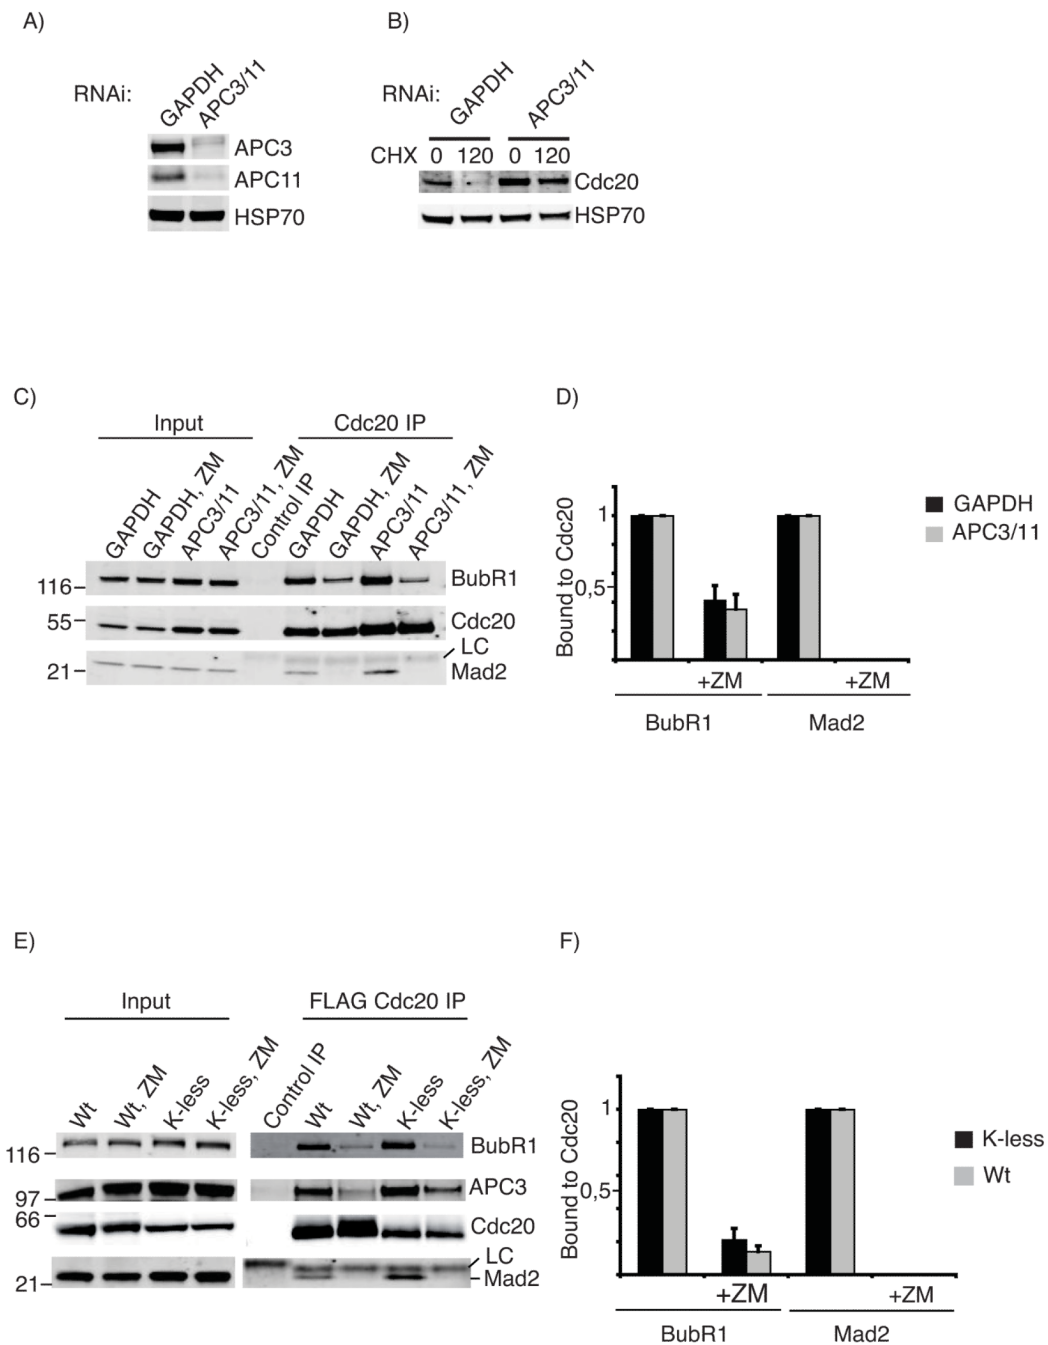 A)
RNAi:
GAPDH
APC3/11
APC3
APC11
HSP70
B)
RNAi:
GAPDH
APC3/11
CHX 0 120 0 120
Cdc20
HSP70
C)
Input
Cdc20 IP
GAPDH
GAPDH, ZM
APC3/11
APC3/11, ZM
Control IP
GAPDH
GAPDH, ZM
APC3/11
APC3/11, ZM
116
BubR1
55
Cdc20
LC
21
Mad2
D)
Bound to Cdc20
1
0,5
GAPDH
APC3/11
+ZM
+ZM
BubR1
Mad2
E)
Input
FLAG Cdc20 IP
Wt
Wt, ZM
K-less
K-less, ZM
Control IP
Wt
Wt, ZM
K-less
K-less, ZM
116
BubR1
97
APC3
66
Cdc20
LC
21
Mad2
F)
Bound to Cdc20
1
0,5
K-less
Wt
+ZM
+ZM
BubR1
Mad2